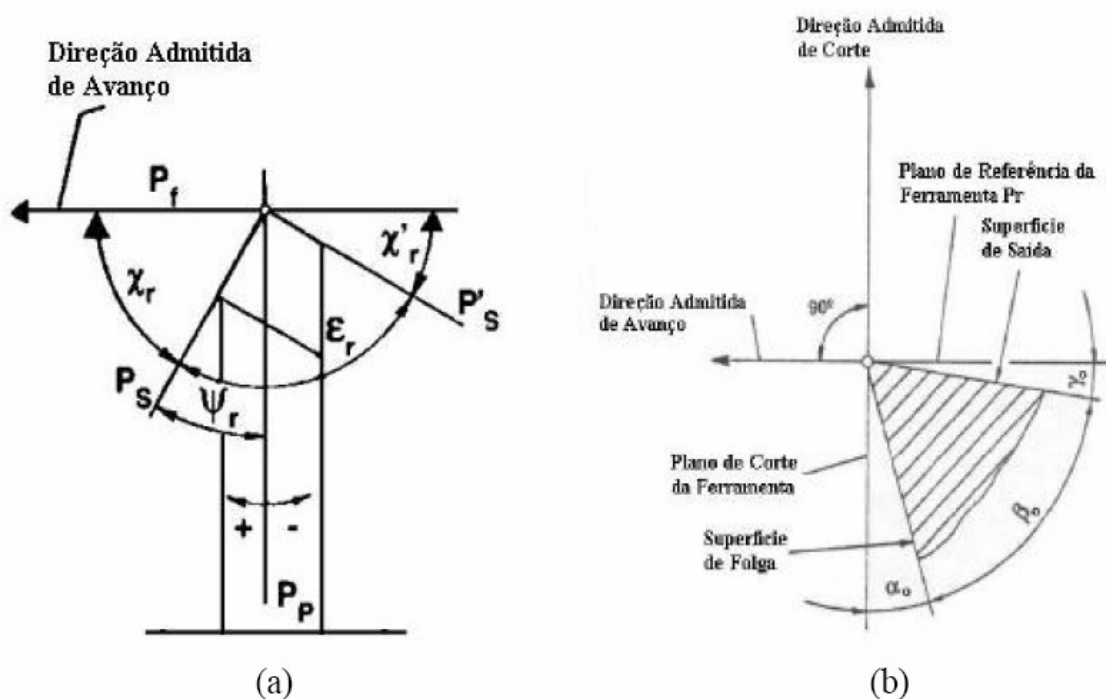 Direção Admitida
de Avanço
P_f
χ_r
χ'_r
P'_S
ε_r
P_S
ψ_r
+ -
P_P
(a)
Direção Admitida
de Corte
Plano de Referência da
Ferramenta Pr
Superfície
de Saída
90º
Direção Admitida
de Avanço
γ_o
Plano de Corte
da Ferramenta
β_o
Superfície
de Folga
α_o
(b)